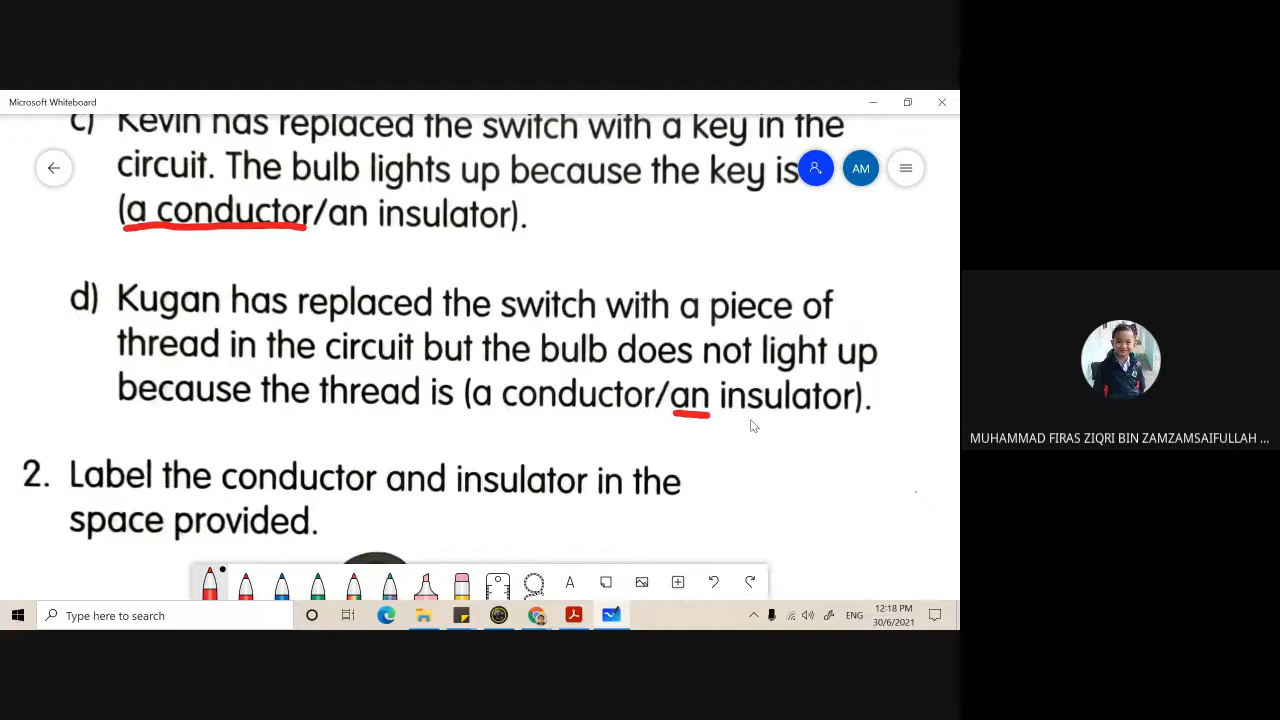 Microsoft Whiteboard
c) Kevin has replaced the switch with a key in the
circuit. The bulb lights up because the key is
AM
(a conductor/an insulator).
d) Kugan has replaced the switch with a piece of
thread in the circuit but the bulb does not light up
because the thread is (a conductor/an insulator).
MUHAMMAD FIRAS ZIQRI BIN ZAMZAMSAIFULLAH ...
2. Label the conductor and insulator in the
space provided.
A
Type here to search
ENG
12:18 PM
30/6/2021